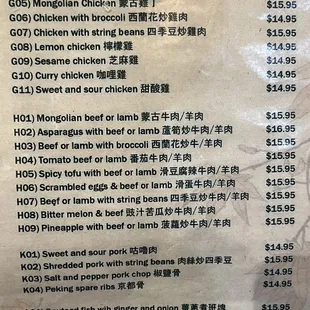 G05) Mongolian Chicken 蒙古雞 $15.95
G06) Chicken with broccoli 西蘭花炒雞肉 $14.95
G07) Chicken with string beans 四季豆炒雞肉 $15.95
G08) Lemon chicken 檸檬雞 $14.95
G09) Sesame chicken 芝麻雞 $14.95
G10) Curry chicken 咖哩雞 $14.95
G11) Sweet and sour chicken 甜酸雞 $14.95
H01) Mongolian beef or lamb 蒙古牛肉/羊肉 $15.95
H02) Asparagus with beef or lamb 蘆筍炒牛肉/羊肉 $16.95
H03) Beef or lamb with broccoli 西蘭花牛肉/羊肉 $15.95
H04) Tomato beef or lamb 番茄牛肉/羊肉 $15.95
H05) Spicy tofu with beef or lamb 滑豆腐辣牛肉/羊肉 $15.95
H06) Scrambled eggs & beef or lamb 滑蛋牛肉/羊肉 $15.95
H07) Beef or lamb with string beans 四季豆炒牛肉/羊肉 $15.95
H08) Bitter melon & beef 豉汁苦瓜炒牛肉/羊肉 $15.95
H09) Pineapple with beef or lamb 菠蘿炒牛肉/羊肉 $15.95
K01) Sweet and sour pork 咕嚕肉 $14.95
K02) Shredded pork with string beans 肉絲炒四季豆 $15.95
K03) Salt and pepper pork chop 椒鹽骨 $14.95
K04) Peking spare ribs 京都骨 $14.95
fish with ginger and onion $15.95